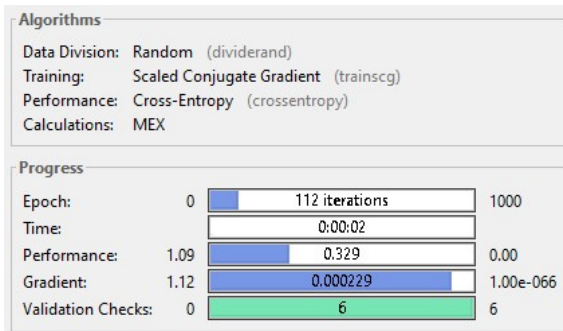 Algorithms
Data Division: Random (dividerand)
Training: Scaled Conjugate Gradient (trainscg)
Performance: Cross-Entropy (crossentropy)
Calculations: MEX
Progress
Epoch: 0 112 iterations 1000
Time: 0:00:02
Performance: 1.09 0.329 0.00
Gradient: 1.12 0.000229 1.00e-066
Validation Checks: 0 6 6